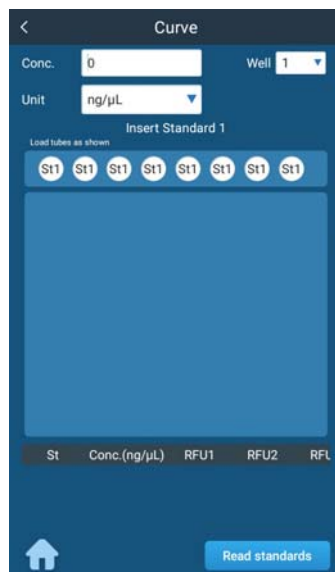 Curve
Conc. 0 Well 1
Unit ng/μL
Insert Standard 1
Load tubes as shown
St1 St1 St1 St1 St1 St1 St1 St1
St Conc.(ng/μL) RFU1 RFU2 RFU
Read standards